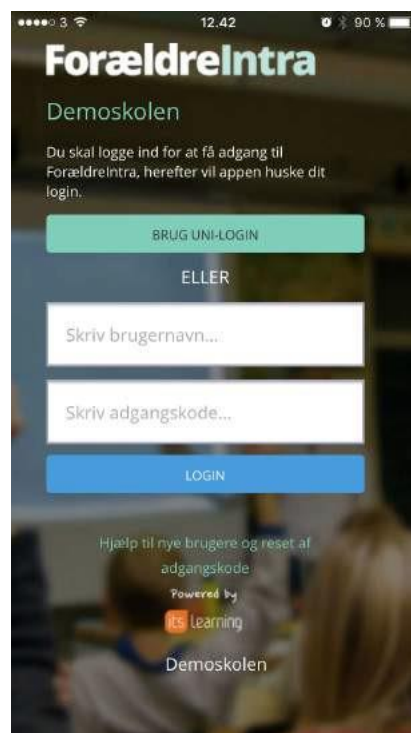 3 12.42 90 %
ForældreIntra
Demoskolen
Du skal logge ind for at få adgang til
ForældreIntra, herefter vil appen huske dit
login.
BRUG UNI-LOGIN
ELLER
Skriv brugernavn...
Skriv adgangskode...
LOGIN
Hjælp til nye brugere og reset af
adgangskode
Powered by
its learning
Demoskolen